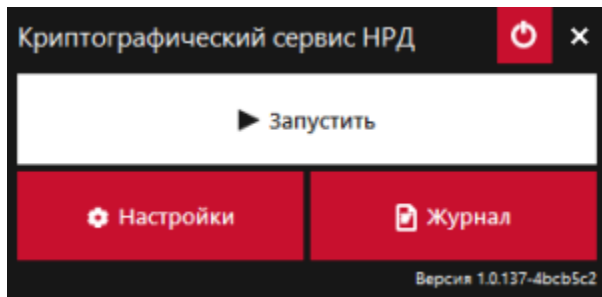 Криптографический сервис НРД
Запустить
Настройки
Журнал
Версия 1.0.137-4bcb5c2